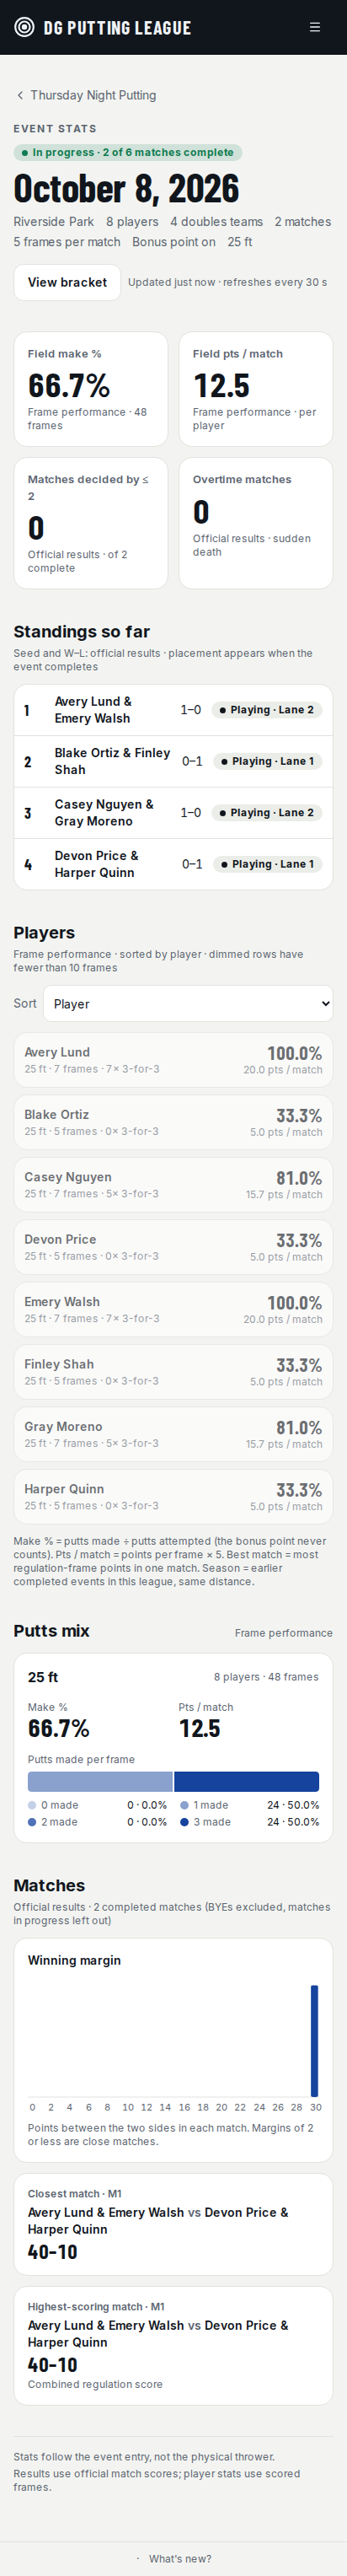 DG PUTTING LEAGUE
Thursday Night Putting
EVENT STATS
In progress · 2 of 6 matches complete
October 8, 2026
Riverside Park 8 players 4 doubles teams 2 matches
5 frames per match Bonus point on 25 ft
View bracket
Updated just now · refreshes every 30 s
Field make %
66.7%
Frame performance · 48
frames
Field pts / match
12.5
Frame performance · per
player
Matches decided by ≤
2
0
Official results · of 2
complete
Overtime matches
0
Official results · sudden
death
Standings so far
Seed and W–L: official results · placement appears when the
event completes
1 Avery Lund & 1–0 Playing · Lane 2
Emery Walsh
2 Blake Ortiz & Finley 0–1 Playing · Lane 1
Shah
3 Casey Nguyen & 1–0 Playing · Lane 2
Gray Moreno
4 Devon Price & 0–1 Playing · Lane 1
Harper Quinn
Players
Frame performance · sorted by player · dimmed rows have
fewer than 10 frames
Sort Player
Avery Lund 100.0%
25 ft · 7 frames · 7× 3-for-3 20.0 pts / match
Blake Ortiz 33.3%
25 ft · 5 frames · 0× 3-for-3 5.0 pts / match
Casey Nguyen 81.0%
25 ft · 7 frames · 5× 3-for-3 15.7 pts / match
Devon Price 33.3%
25 ft · 5 frames · 0× 3-for-3 5.0 pts / match
Emery Walsh 100.0%
25 ft · 7 frames · 7× 3-for-3 20.0 pts / match
Finley Shah 33.3%
25 ft · 5 frames · 0× 3-for-3 5.0 pts / match
Gray Moreno 81.0%
25 ft · 7 frames · 5× 3-for-3 15.7 pts / match
Harper Quinn 33.3%
25 ft · 5 frames · 0× 3-for-3 5.0 pts / match
Make % = putts made ÷ putts attempted (the bonus point never
counts). Pts / match = points per frame × 5. Best match = most
regulation-frame points in one match. Season = earlier
completed events in this league, same distance.
Putts mix Frame performance
25 ft 8 players · 48 frames
Make % Pts / match
66.7% 12.5
Putts made per frame
0 made 0 · 0.0% 1 made 24 · 50.0%
2 made 0 · 0.0% 3 made 24 · 50.0%
Matches
Official results · 2 completed matches (BYEs excluded, matches
in progress left out)
Winning margin
0 2 4 6 8 10 12 14 16 18 20 22 24 26 28 30
Points between the two sides in each match. Margins of 2
or less are close matches.
Closest match · M1
Avery Lund & Emery Walsh vs Devon Price &
Harper Quinn
40–10
Highest-scoring match · M1
Avery Lund & Emery Walsh vs Devon Price &
Harper Quinn
40–10
Combined regulation score
Stats follow the event entry, not the physical thrower.
Results use official match scores; player stats use scored
frames.
· What's new?